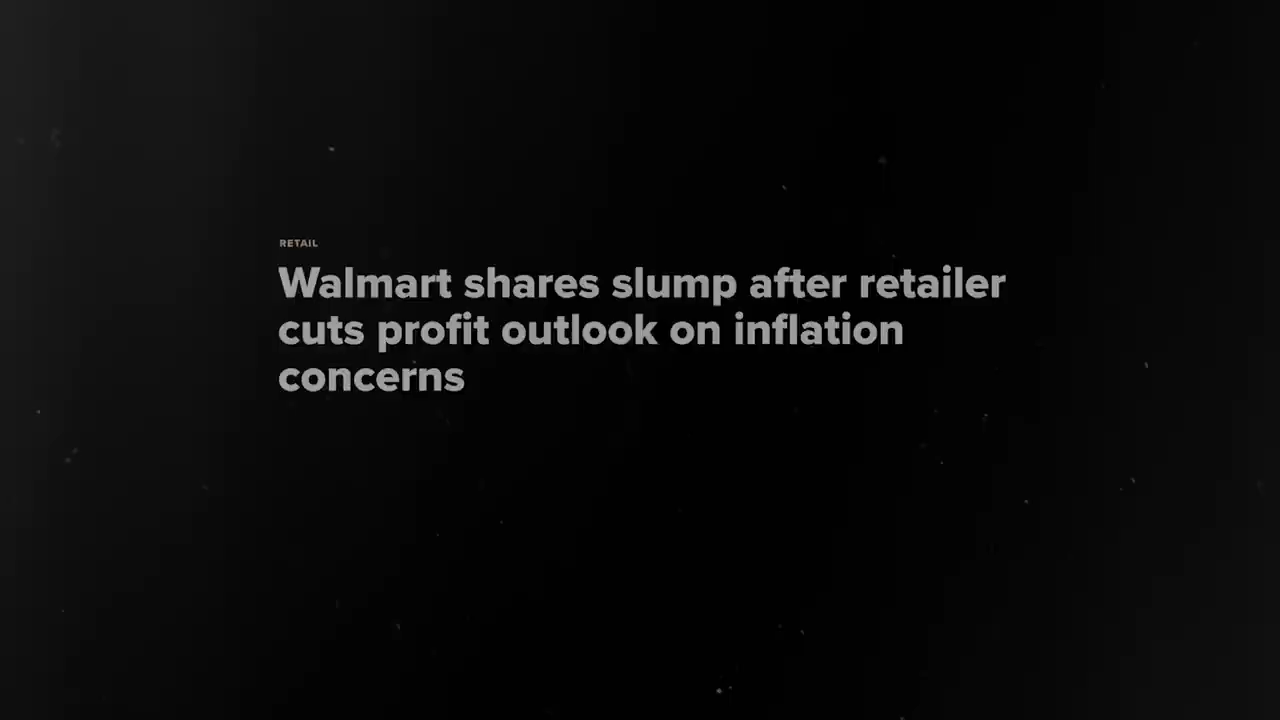 RETAIL
Walmart shares slump after retailer
cuts profit outlook on inflation
concerns